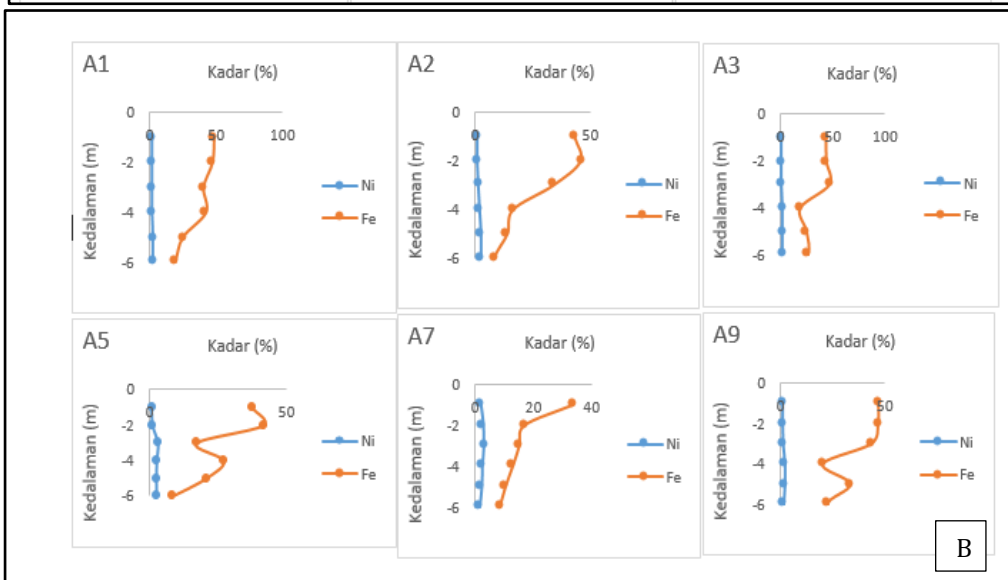 A1
Kadar (%)
0
0 50 100
-2
-4
-6
Kedalaman (m)
Ni
Fe
A2
Kadar (%)
0
0 50
-2
-4
-6
Kedalaman (m)
Ni
Fe
A3
Kadar (%)
0
0 50 100
-2
-4
-6
Kedalaman (m)
Ni
Fe
A5
Kadar (%)
0
0 50
-2
-4
-6
Kedalaman (m)
Ni
Fe
A7
Kadar (%)
0
0 20 40
-2
-4
-6
Kedalaman (m)
Ni
Fe
A9
Kadar (%)
0
0 50
-2
-4
-6
Kedalaman (m)
Ni
Fe
B